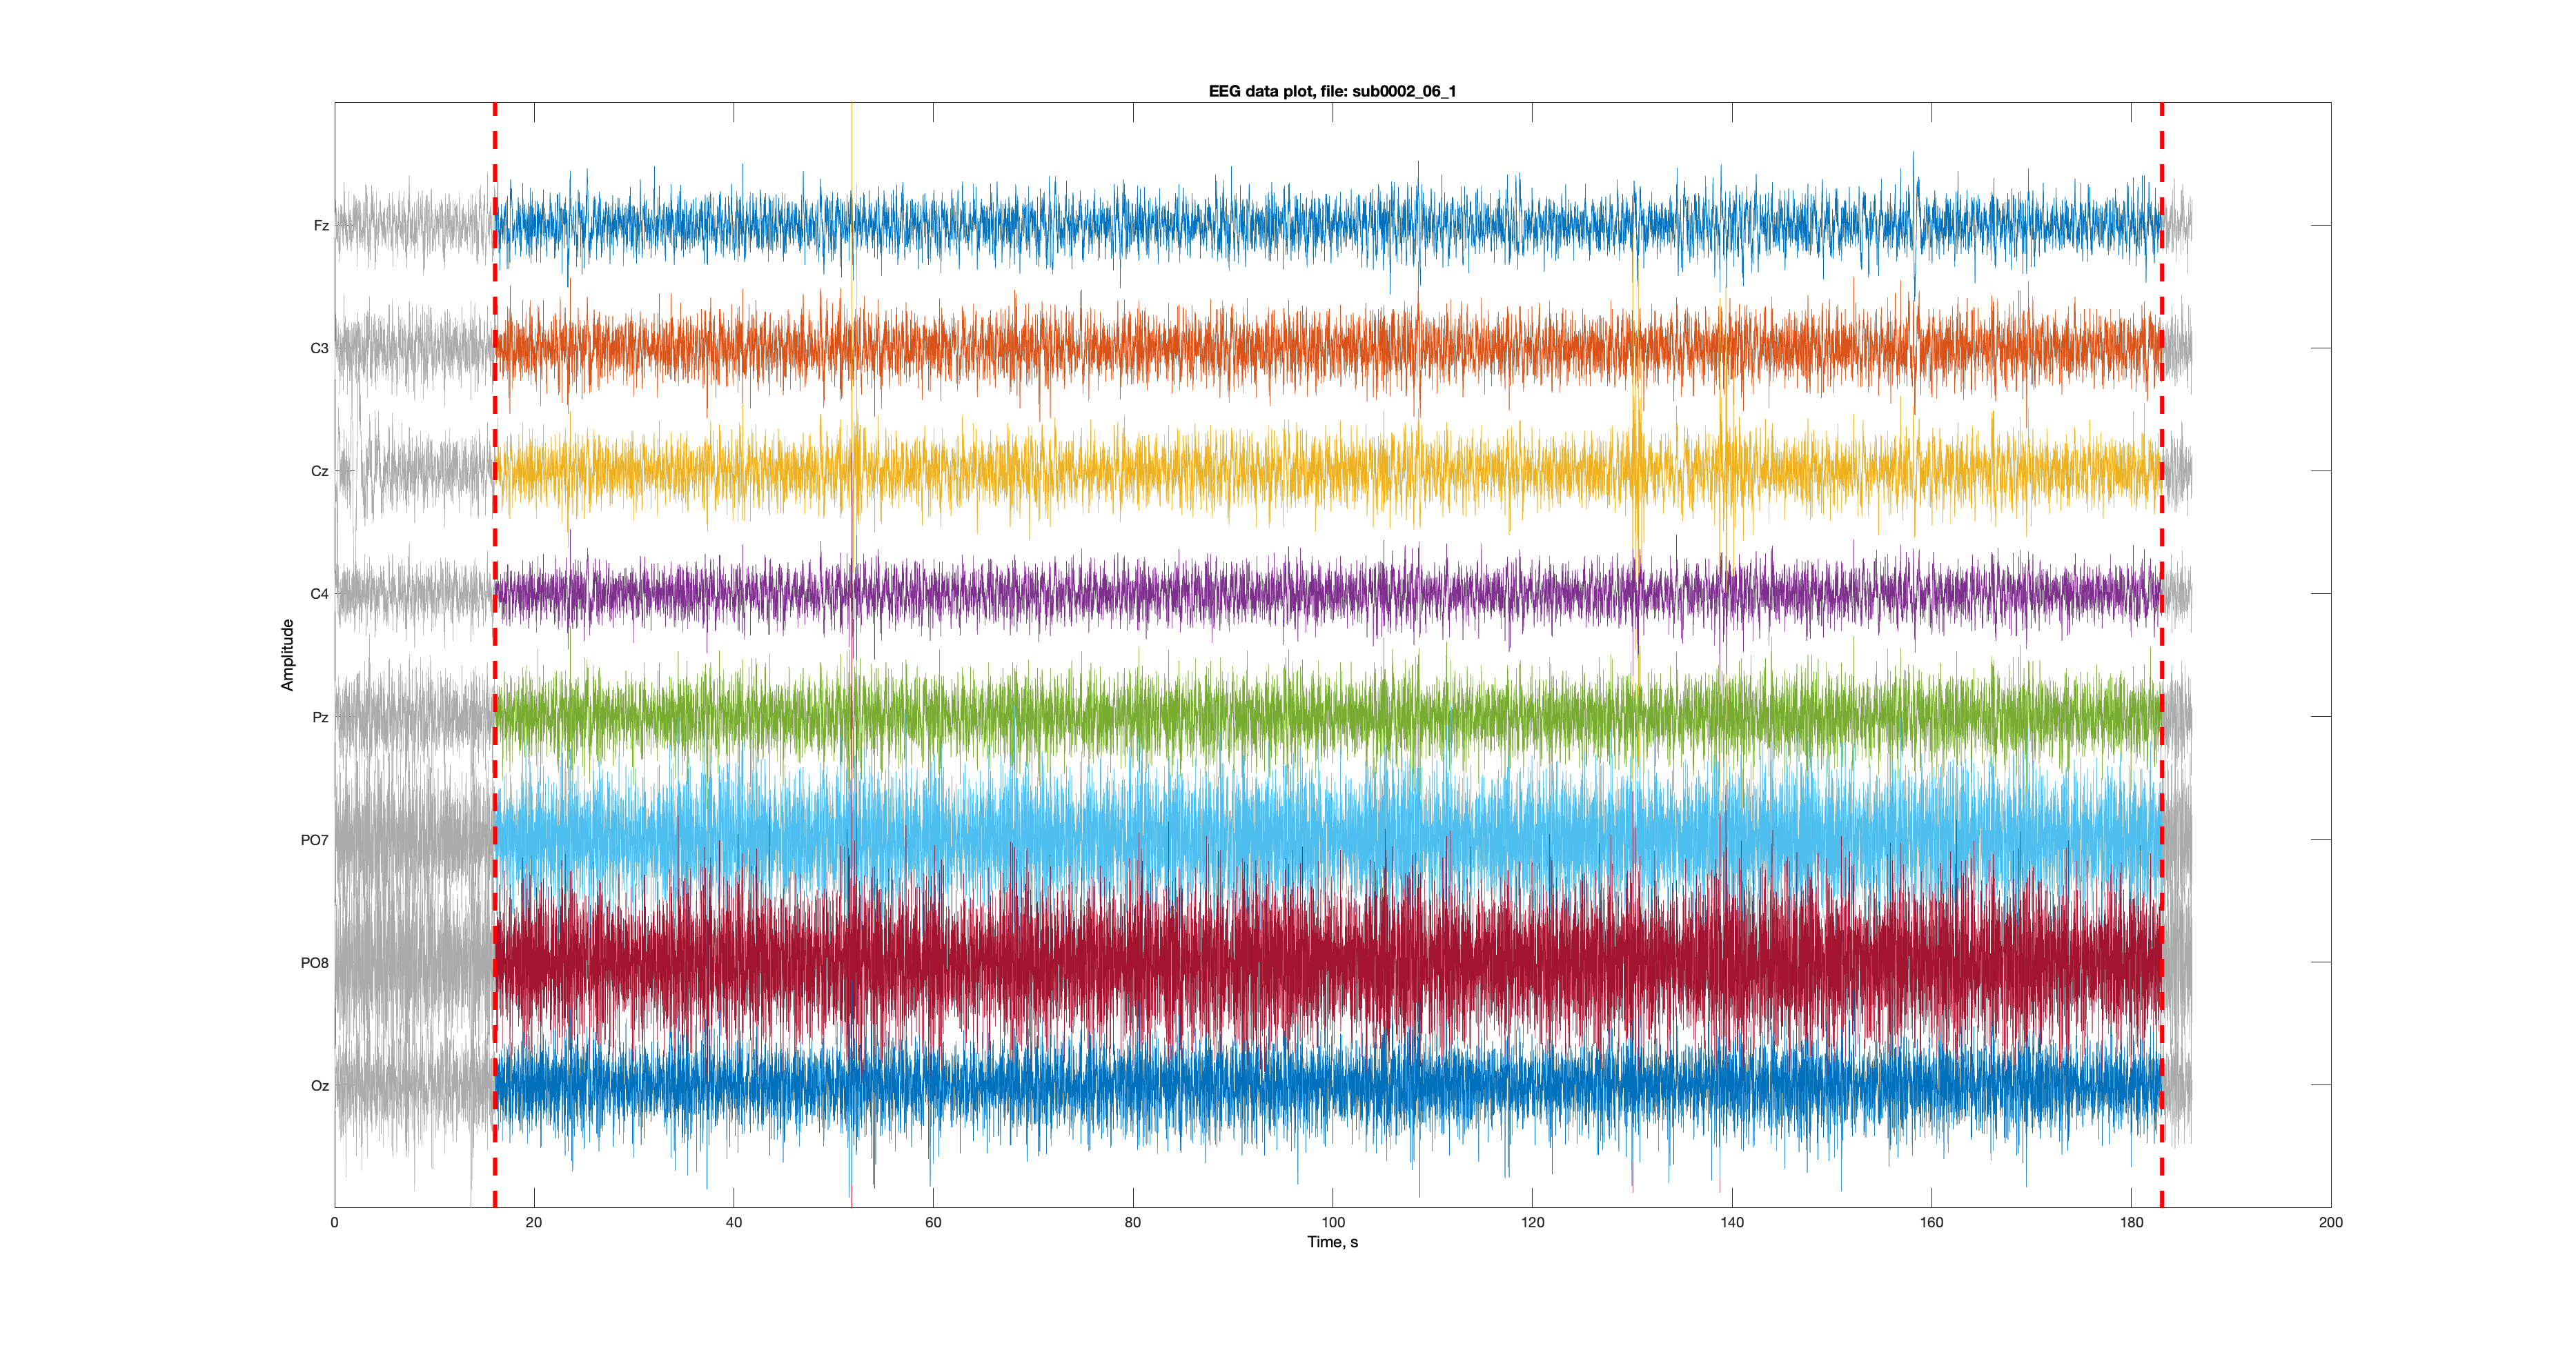 EEG data plot, file: sub0002_06_1
Amplitude
Fz
C3
Cz
C4
Pz
PO7
PO8
Oz
0 20 40 60 80 100 120 140 160 180 200
Time, s